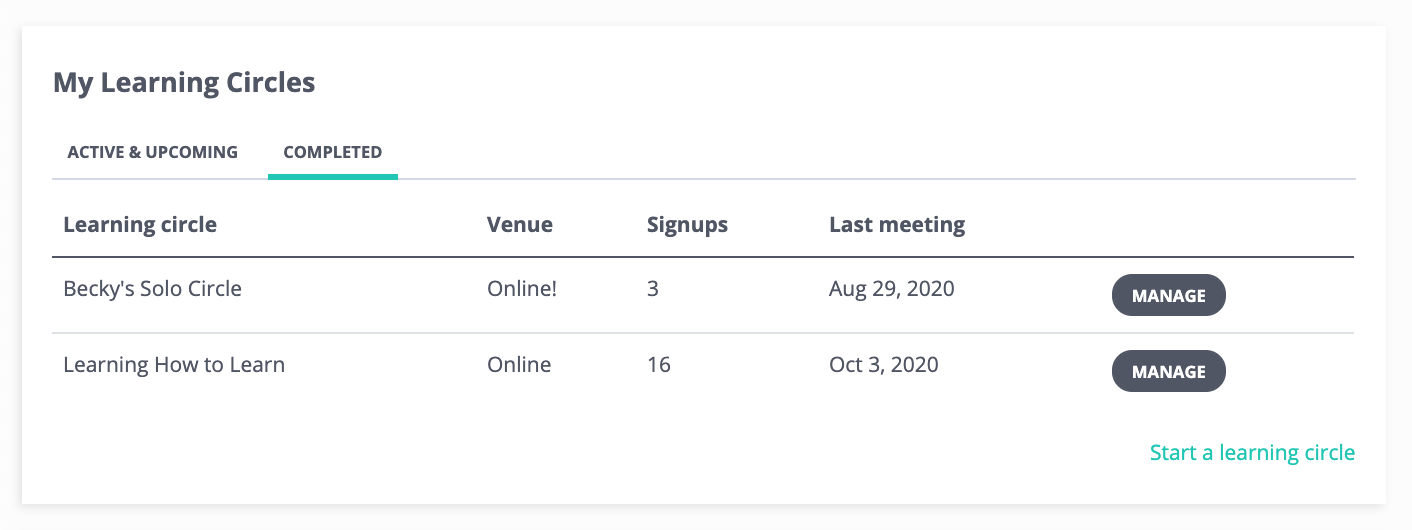 My Learning Circles
ACTIVE & UPCOMING COMPLETED
Learning circle Venue Signups Last meeting
Becky's Solo Circle Online! 3 Aug 29, 2020 MANAGE
Learning How to Learn Online 16 Oct 3, 2020 MANAGE
Start a learning circle